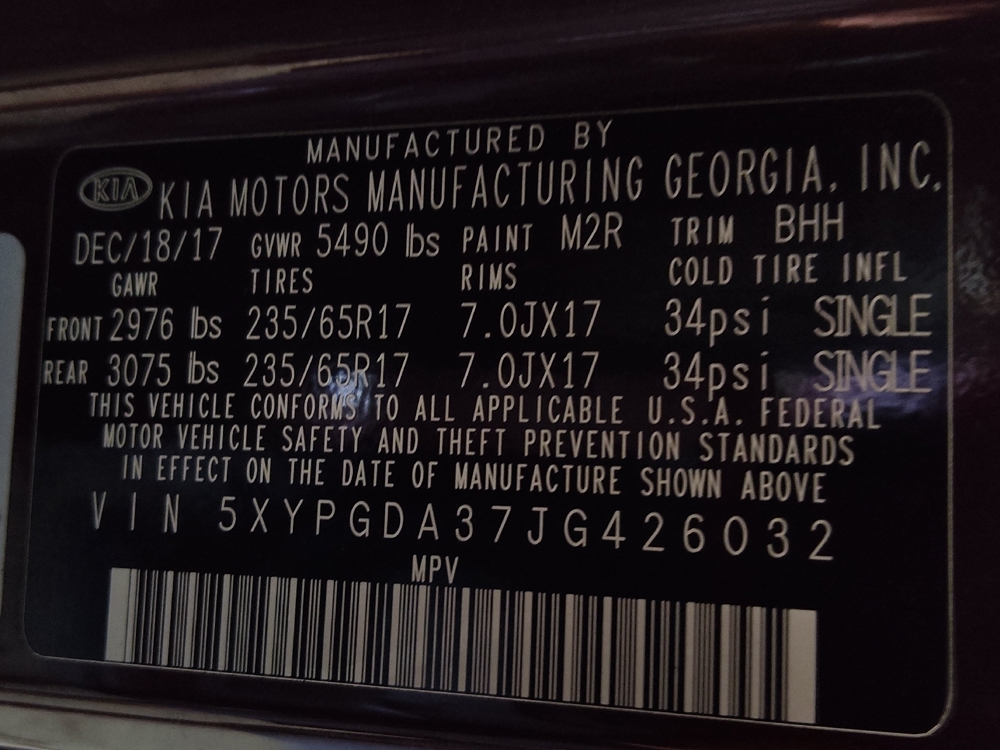 MANUFACTURED BY
KIA KIA MOTORS MANUFACTURING GEORGIA, INC.
DEC/18/17 GVWR 5490 lbs PAINT M2R TRIM BHH
GAWR TIRES RIMS COLD TIRE INFL
FRONT 2976 lbs 235/65R17 7.0JX17 34psi SINGLE
REAR 3075 lbs 235/65R17 7.0JX17 34psi SINGLE
THIS VEHICLE CONFORMS TO ALL APPLICABLE U.S.A. FEDERAL
MOTOR VEHICLE SAFETY AND THEFT PREVENTION STANDARDS
IN EFFECT ON THE DATE OF MANUFACTURE SHOWN ABOVE
VIN 5XYPGDA37JG426032
MPV